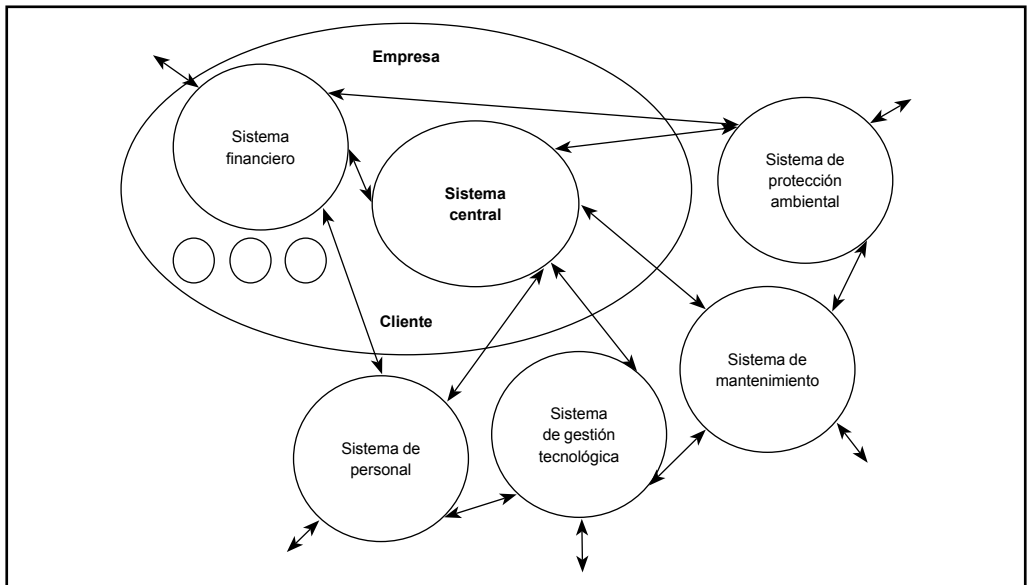 Empresa
Sistema
financiero
Sistema
central
Sistema de
protección
ambiental
Cliente
Sistema de
mantenimiento
Sistema
de gestión
tecnológica
Sistema de
personal